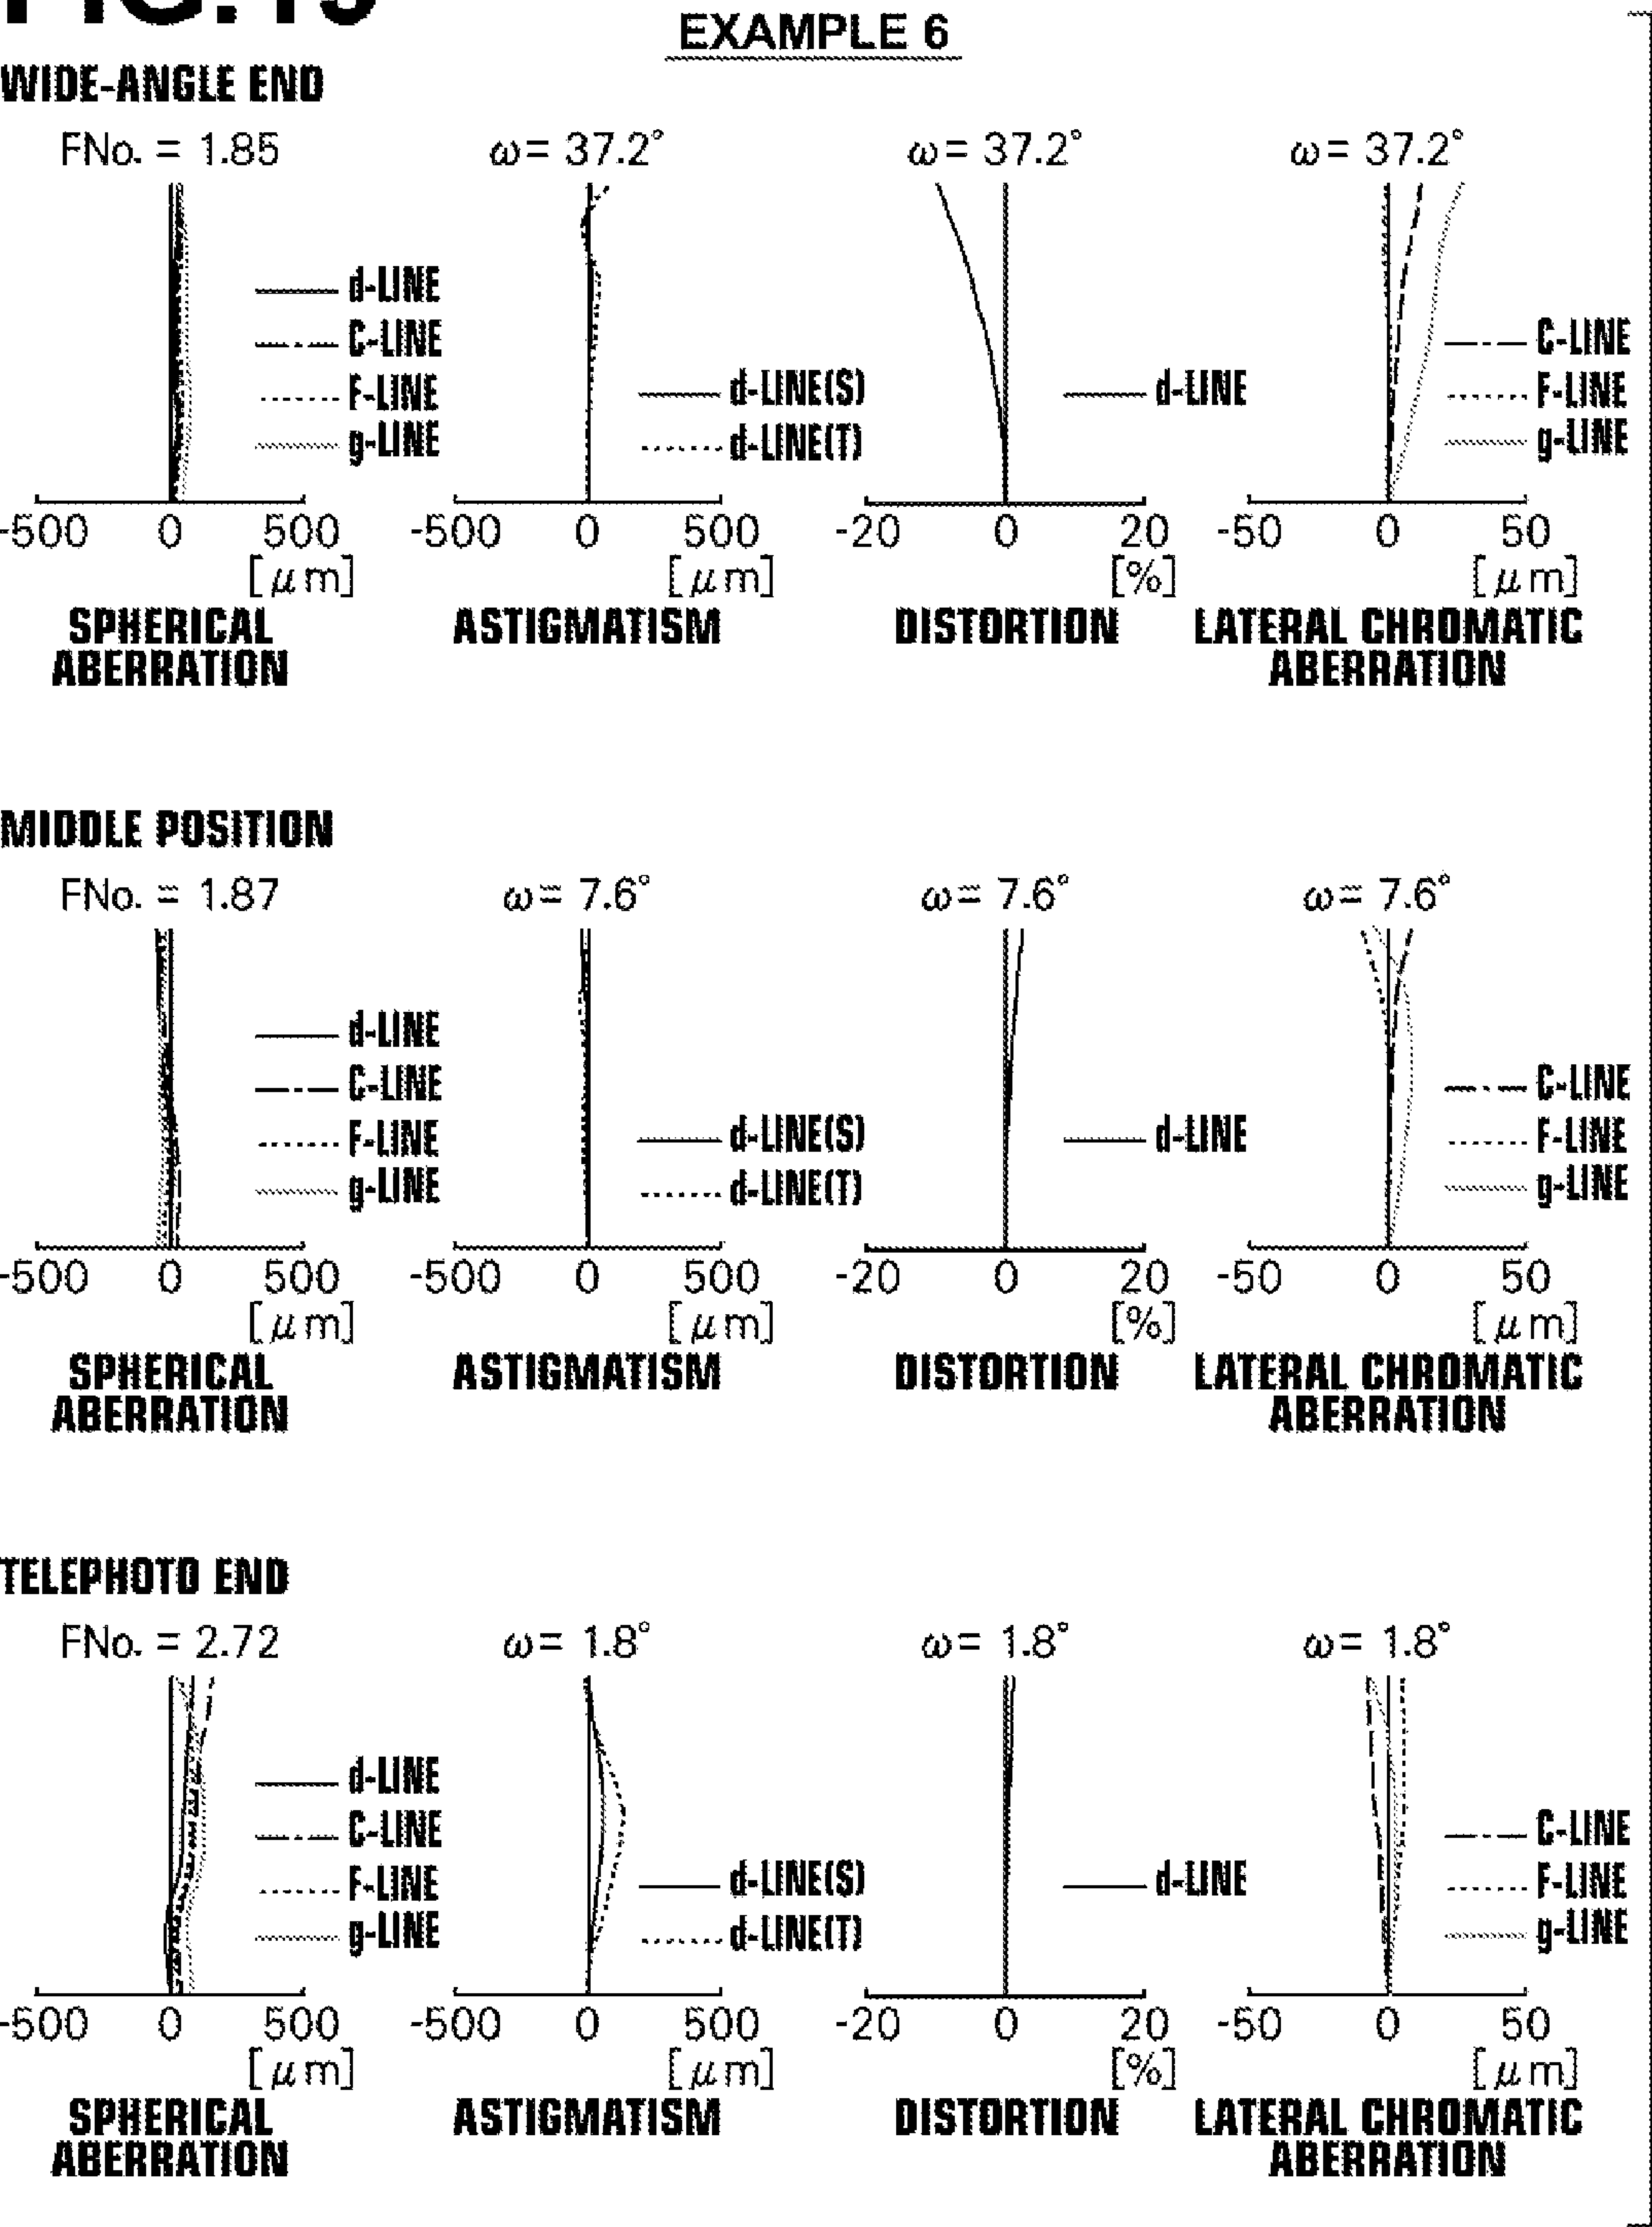 EXAMPLE 6
WIDE-ANGLE END
FNo. = 1.85
ω= 37.2°
ω= 37.2°
ω= 37.2°
d-LINE
C-LINE
F-LINE
g-LINE
d-LINE(S)
d-LINE(T)
d-LINE
C-LINE
F-LINE
g-LINE
-500 0 500
[μm]
-500 0 500
[μm]
-20 0 20
[%]
-50 0 50
[μm]
SPHERICAL
ABERRATION
ASTIGMATISM
DISTORTION
LATERAL CHROMATIC
ABERRATION
MIDDLE POSITION
FNo. = 1.87
ω= 7.6°
ω= 7.6°
ω= 7.6°
d-LINE
C-LINE
F-LINE
g-LINE
d-LINE(S)
d-LINE(T)
d-LINE
C-LINE
F-LINE
g-LINE
-500 0 500
[μm]
-500 0 500
[μm]
-20 0 20
[%]
-50 0 50
[μm]
SPHERICAL
ABERRATION
ASTIGMATISM
DISTORTION
LATERAL CHROMATIC
ABERRATION
TELEPHOTO END
FNo. = 2.72
ω= 1.8°
ω= 1.8°
ω= 1.8°
d-LINE
C-LINE
F-LINE
g-LINE
d-LINE(S)
d-LINE(T)
d-LINE
C-LINE
F-LINE
g-LINE
-500 0 500
[μm]
-500 0 500
[μm]
-20 0 20
[%]
-50 0 50
[μm]
SPHERICAL
ABERRATION
ASTIGMATISM
DISTORTION
LATERAL CHROMATIC
ABERRATION